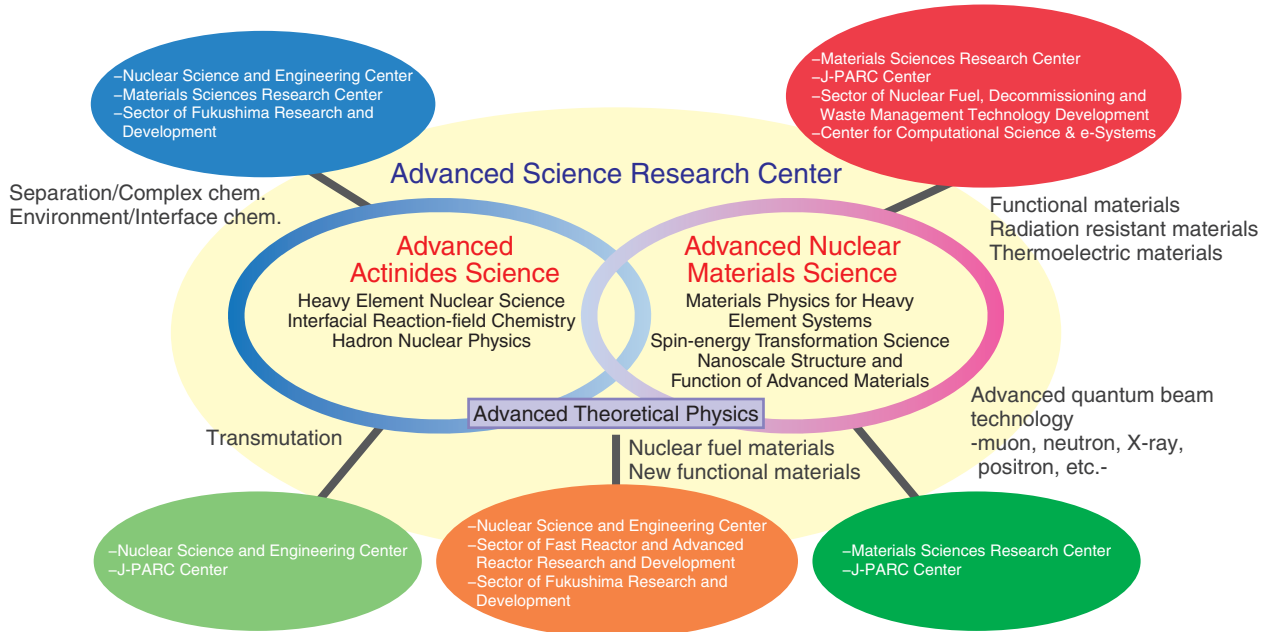 –Nuclear Science and Engineering Center
–Materials Sciences Research Center
–Sector of Fukushima Research and
Development
–Materials Sciences Research Center
–J-PARC Center
–Sector of Nuclear Fuel, Decommissioning and
Waste Management Technology Development
–Center for Computational Science & e-Systems
Advanced Science Research Center
Separation/Complex chem.
Environment/Interface chem.
Functional materials
Radiation resistant materials
Thermoelectric materials
Advanced
Actinides Science
Heavy Element Nuclear Science
Interfacial Reaction-field Chemistry
Hadron Nuclear Physics
Advanced Nuclear
Materials Science
Materials Physics for Heavy
Element Systems
Spin-energy Transformation Science
Nanoscale Structure and
Function of Advanced Materials
Advanced Theoretical Physics
Transmutation
Nuclear fuel materials
New functional materials
Advanced quantum beam
technology
-muon, neutron, X-ray,
positron, etc.-
–Nuclear Science and Engineering Center
–J-PARC Center
–Nuclear Science and Engineering Center
–Sector of Fast Reactor and Advanced
Reactor Research and Development
–Sector of Fukushima Research and
Development
–Materials Sciences Research Center
–J-PARC Center